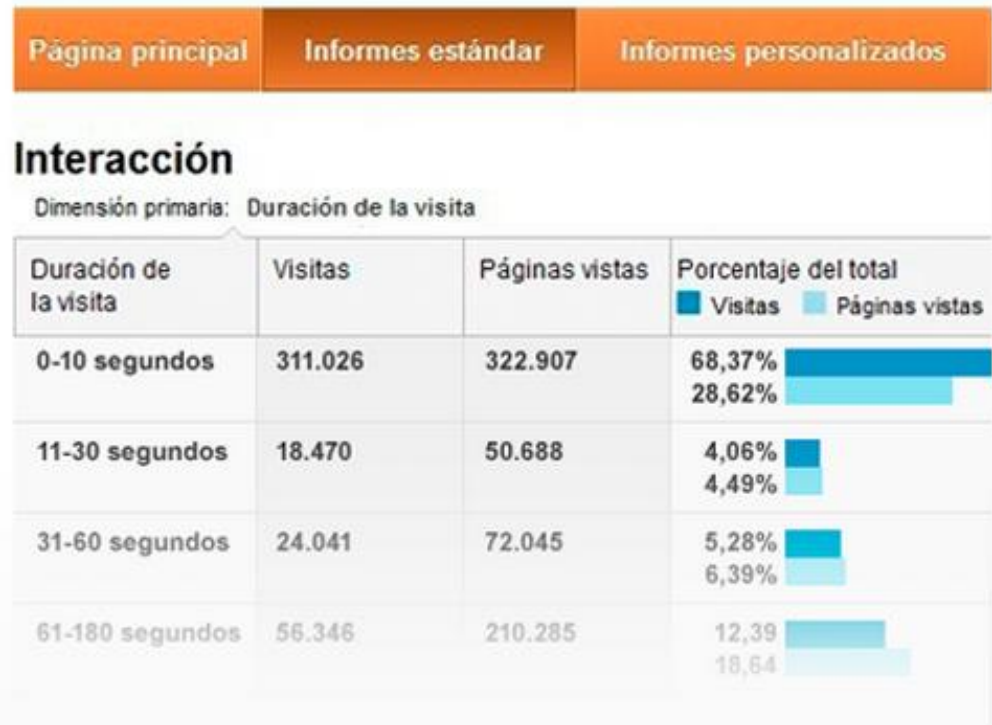 Página principal Informes estándar Informes personalizados
Interacción
Dimensión primaria: Duración de la visita
Duración de la visita Visitas Páginas vistas Porcentaje del total
Visitas Páginas vistas
0-10 segundos 311.026 322.907 68,37%
28,62%
11-30 segundos 18.470 50.688 4,06%
4,49%
31-60 segundos 24.041 72.045 5,28%
6,39%
61-180 segundos 56.346 210.285 12,39
18,64